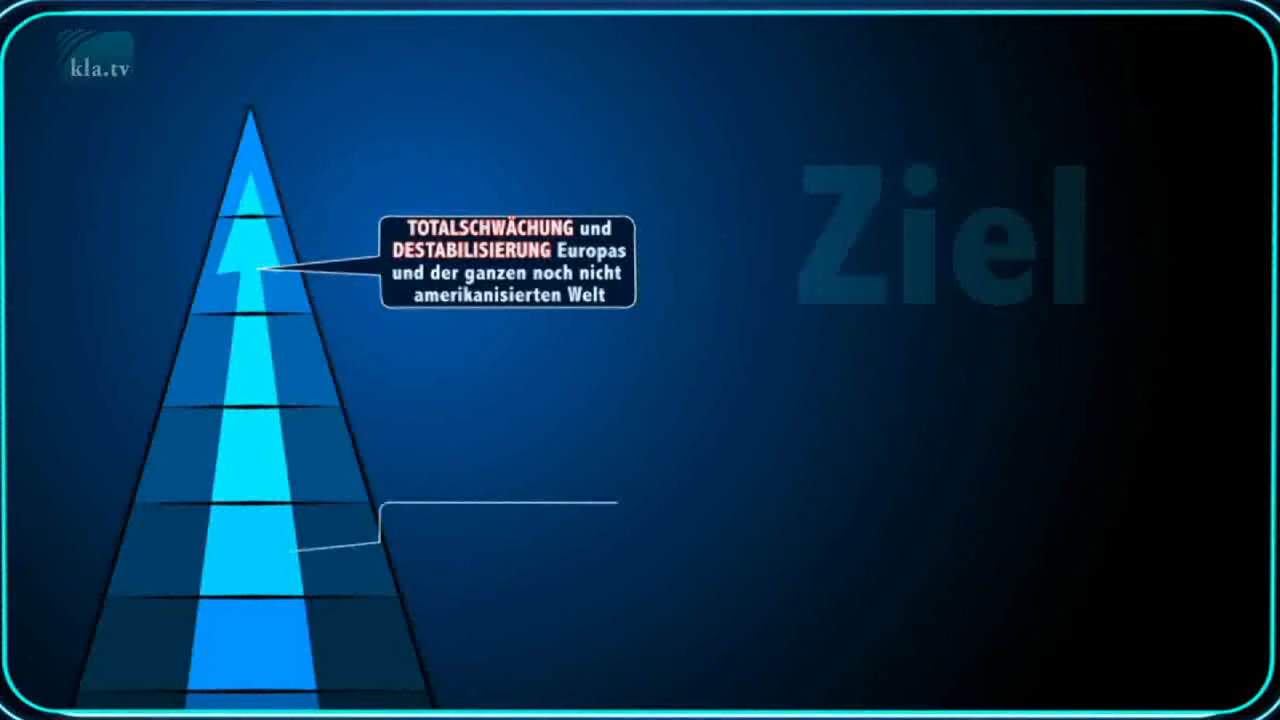 kla.tv
Ziel
TOTALSCHWÄCHUNG und
DESTABILISIERUNG Europas
und der ganzen noch nicht
amerikanisierten Welt